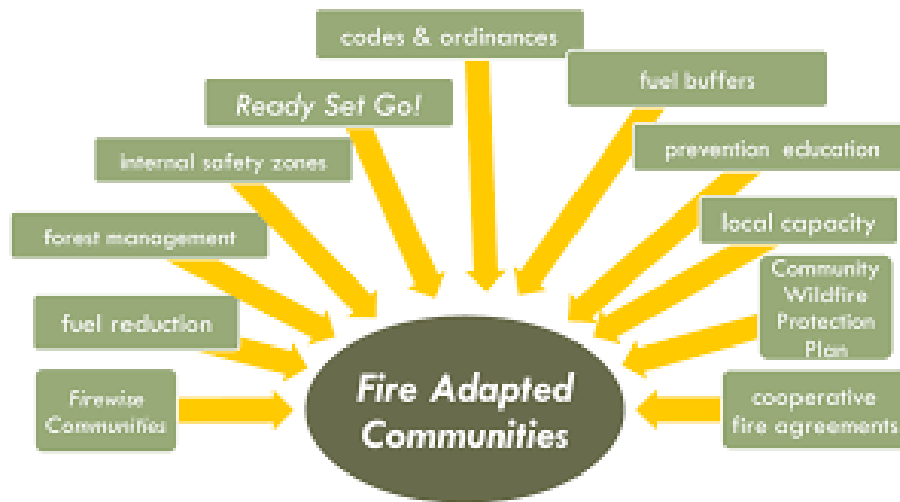 codes & ordinances
fuel buffers
Ready Set Go!
prevention education
internal safety zones
local capacity
forest management
Community
Wildfire
Protection
Plan
fuel reduction
Firewise
Communities
cooperative
fire agreements
Fire Adapted
Communities